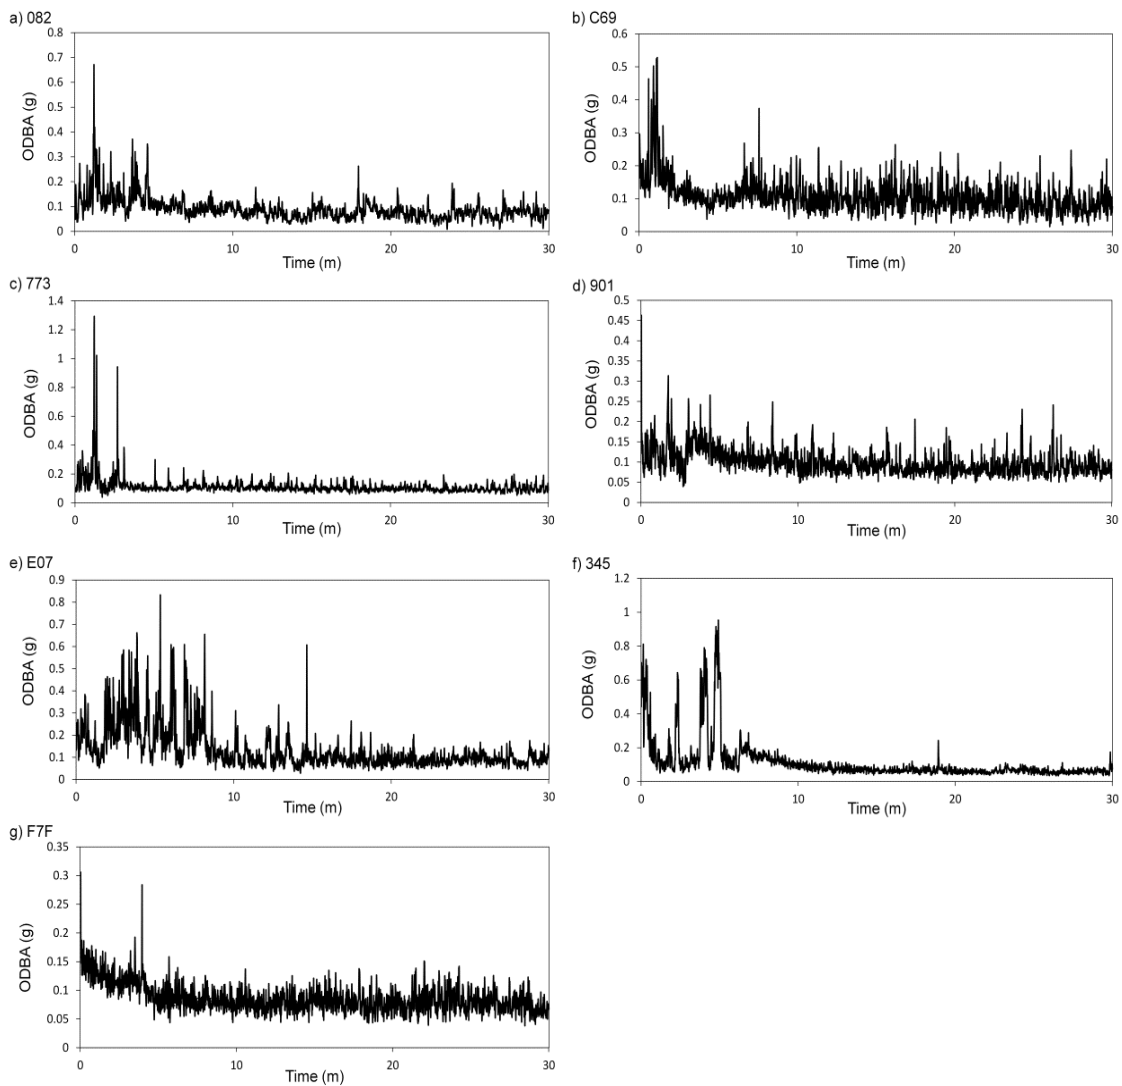 a) 082
ODBA (g)
0.8
0.7
0.6
0.5
0.4
0.3
0.2
0.1
0
0 10 20 30
Time (m)
b) C69
ODBA (g)
0.6
0.5
0.4
0.3
0.2
0.1
0
0 10 20 30
Time (m)
c) 773
ODBA (g)
1.4
1.2
1
0.8
0.6
0.4
0.2
0
0 10 20 30
Time (m)
d) 901
ODBA (g)
0.5
0.45
0.4
0.35
0.3
0.25
0.2
0.15
0.1
0.05
0
0 10 20 30
Time (m)
e) E07
ODBA (g)
0.9
0.8
0.7
0.6
0.5
0.4
0.3
0.2
0.1
0
0 10 20 30
Time (m)
f) 345
ODBA (g)
1.2
1
0.8
0.6
0.4
0.2
0
0 10 20 30
Time (m)
g) F7F
ODBA (g)
0.35
0.3
0.25
0.2
0.15
0.1
0.05
0
0 10 20 30
Time (m)